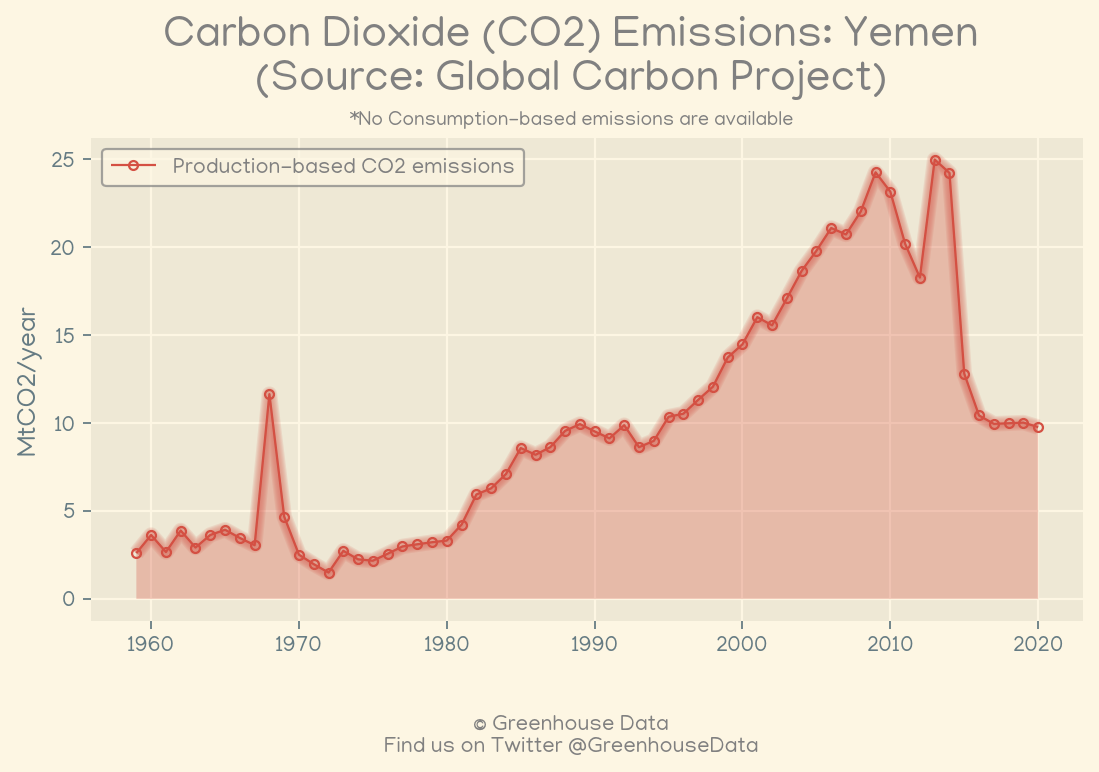 Carbon Dioxide (CO2) Emissions: Yemen
(Source: Global Carbon Project)
*No Consumption-based emissions are available
Production-based CO2 emissions
MtCO2/year
25
20
15
10
5
0
1960 1970 1980 1990 2000 2010 2020
© Greenhouse Data
Find us on Twitter @GreenhouseData